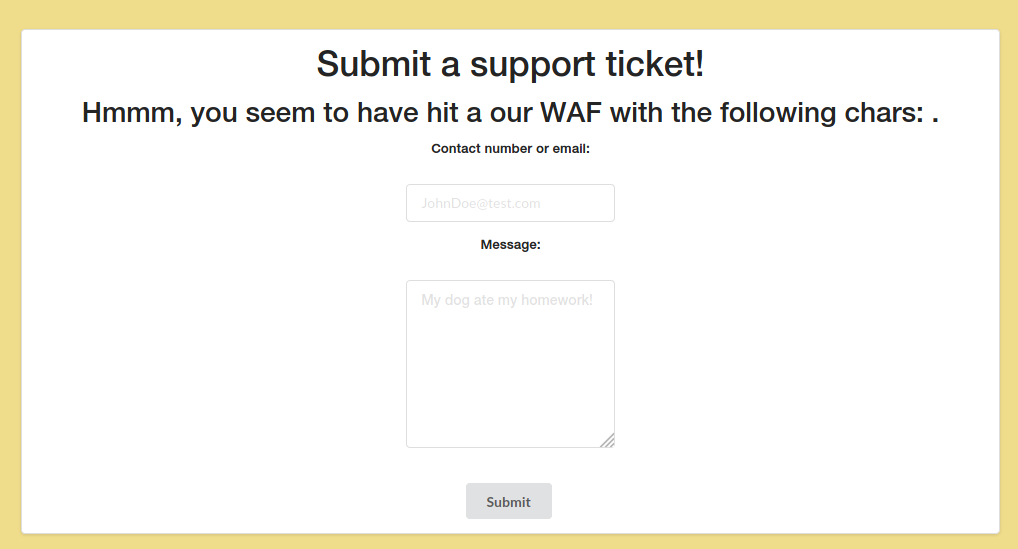 Submit a support ticket!
Hmmm, you seem to have hit a our WAF with the following chars: .
Contact number or email:
JohnDoe@test.com
Message:
My dog ate my homework!
Submit